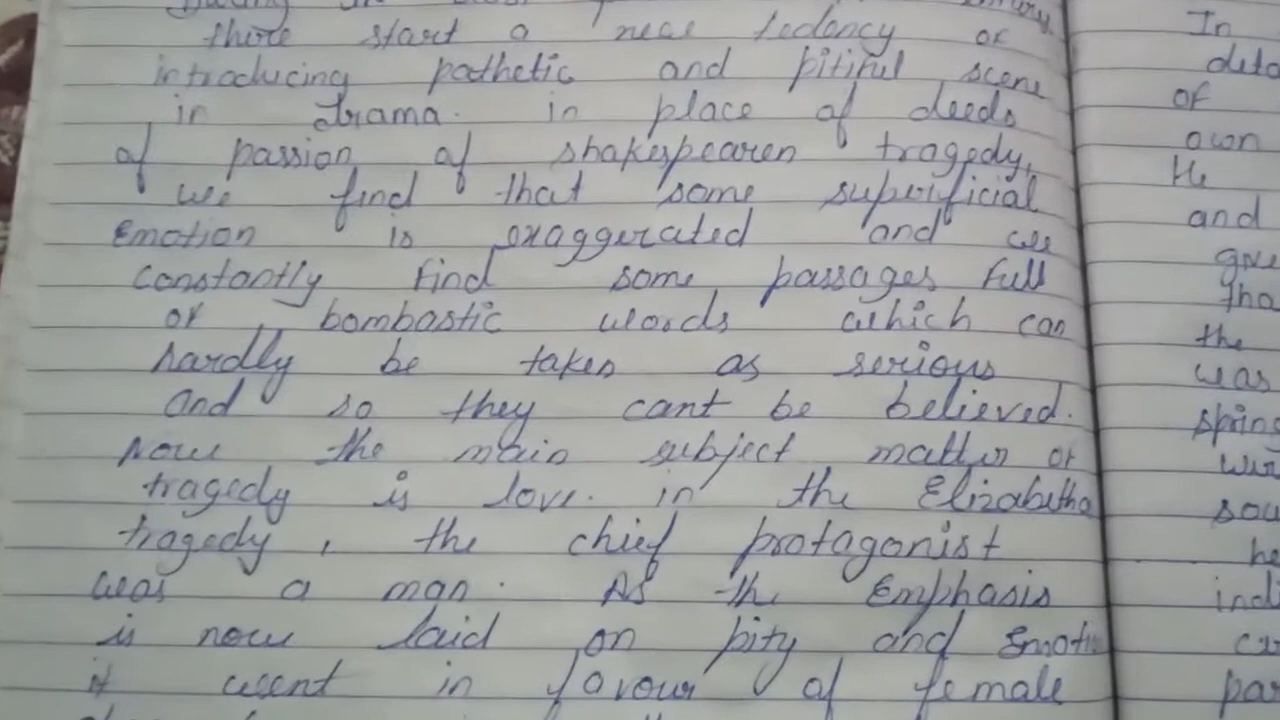 there start a new tedency of
introducing pathetic and pitiful scene
in drama. in place of deeds
of passion of shakespearen tragedy,
we find that some superificial
Emotion is exaggerated and we
constantly find some passages full
of bombastic words which can
hardly be taken as serious
and so they cant be believed.
Now the main subject matter of
tragedy is love. in the Elizabetha
tragedy, the chief protagonist
was a man. As the Emphasis
is now laid on pity and Emoti
it went in favour of female
In
of
own
He
and
the
was
spring